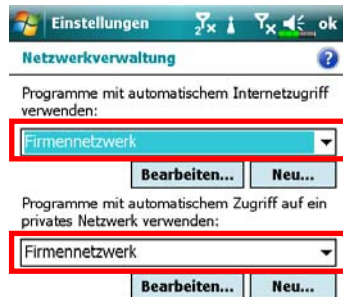 Einstellungen ok
Netzwerkverwaltung ?
Programme mit automatischem Internetzugriff
verwenden:
Firmennetzwerk
Bearbeiten... Neu...
Programme mit automatischem Zugriff auf ein
privates Netzwerk verwenden:
Firmennetzwerk
Bearbeiten... Neu...